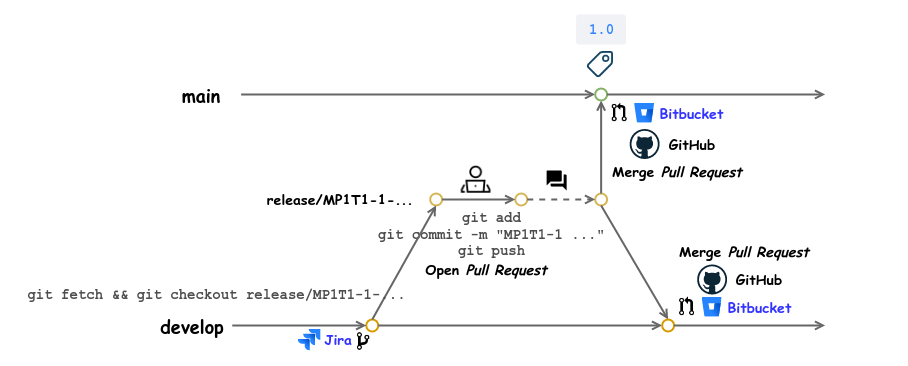 1.0
main
Bitbucket
GitHub
Merge Pull Request
release/MP1T1-1-...
git add
git commit -m "MP1T1-1 ..."
git push
Open Pull Request
Merge Pull Request
GitHub
Bitbucket
git fetch && git checkout release/MP1T1-1-...
develop
Jira